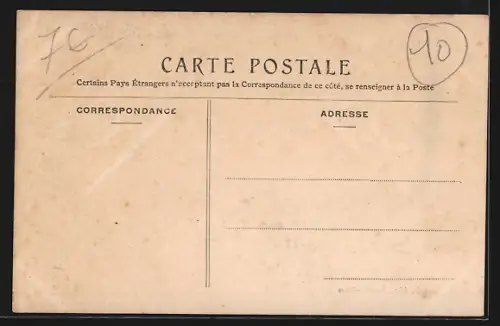 76
10
CARTE POSTALE
Certains Pays Étrangers n'acceptant pas la Correspondance de ce côté, se renseigner à la Poste
CORRESPONDANCE
ADRESSE